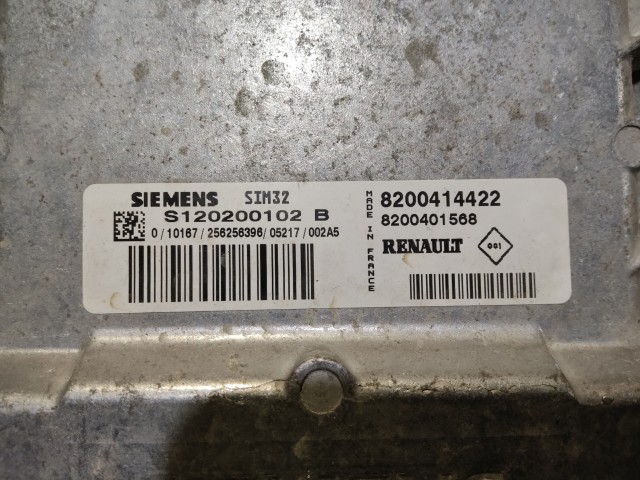 SIEMENS SIM32
S120200102 B
0/10167/256256396/05217/002A5
MADE IN FRANCE
8200414422
8200401568
RENAULT 001